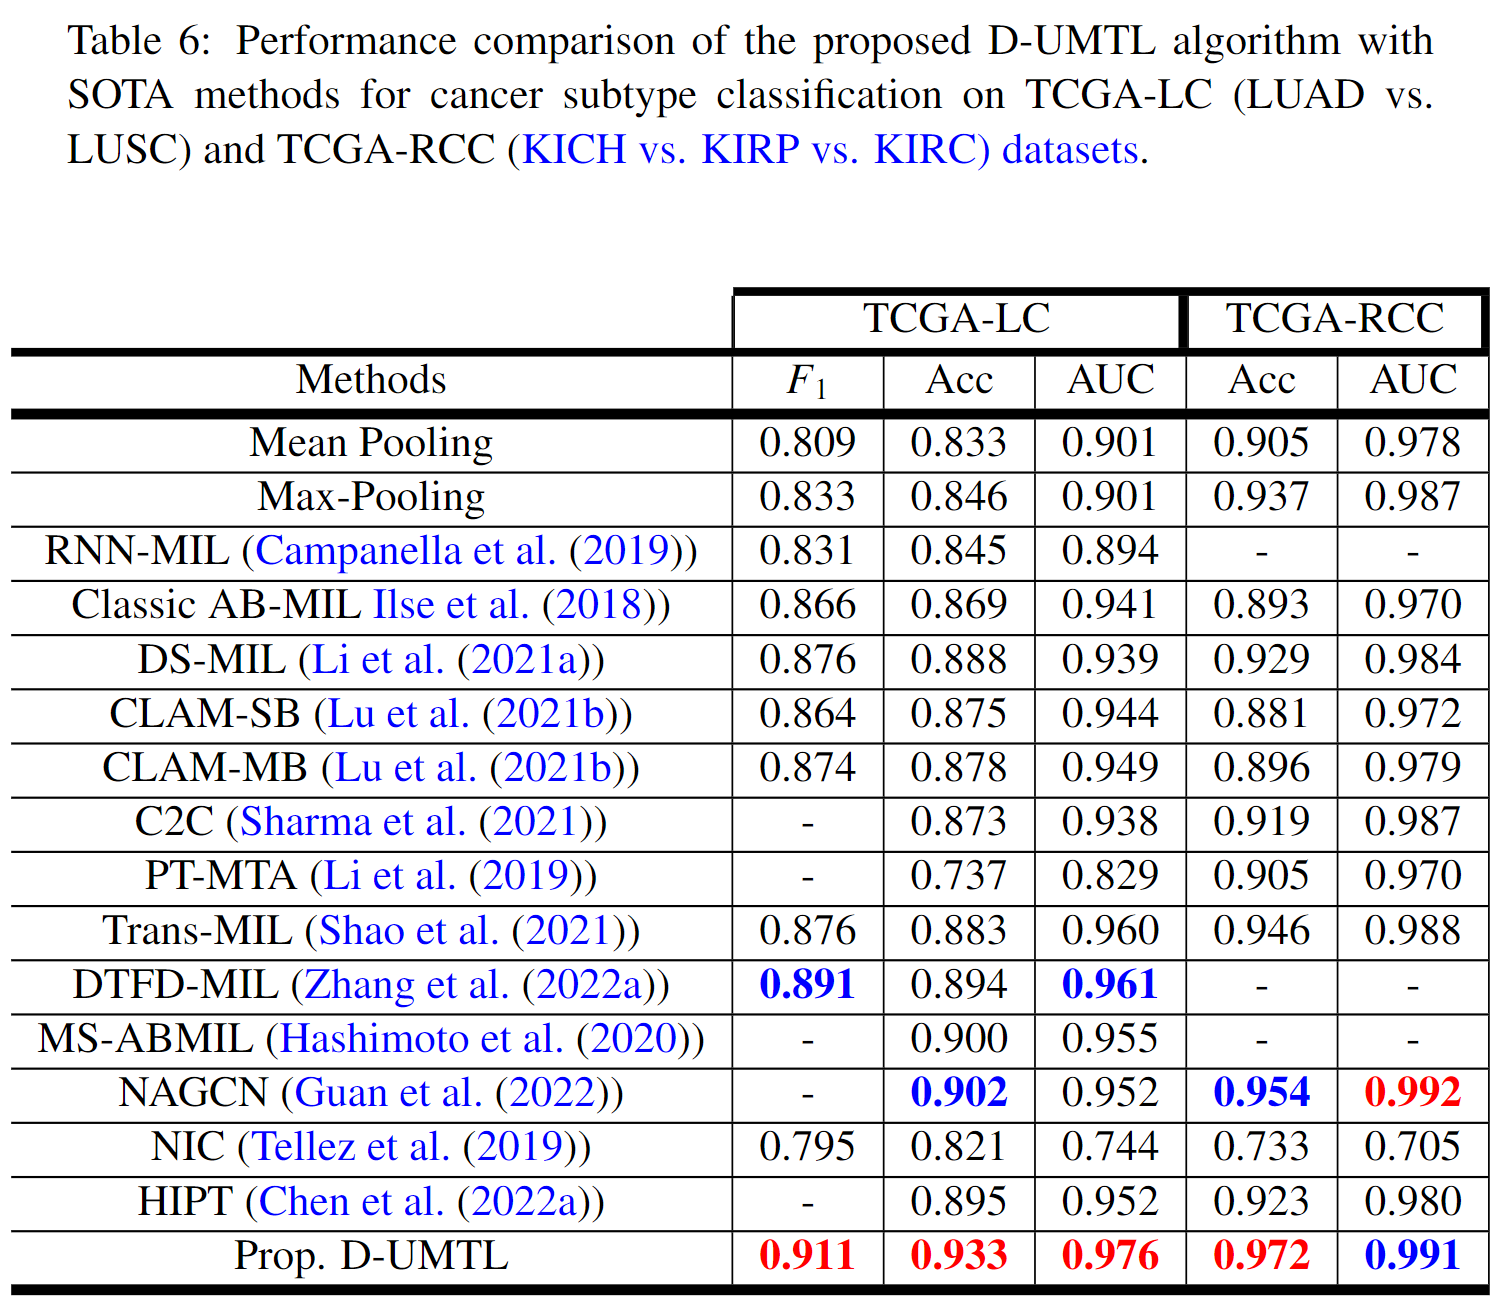 Table 6: Performance comparison of the proposed D-UMTL algorithm with
SOTA methods for cancer subtype classification on TCGA-LC (LUAD vs.
LUSC) and TCGA-RCC (KICH vs. KIRP vs. KIRC) datasets.
TCGA-LC TCGA-RCC
Methods F1 Acc AUC Acc AUC
Mean Pooling 0.809 0.833 0.901 0.905 0.978
Max-Pooling 0.833 0.846 0.901 0.937 0.987
RNN-MIL (Campanella et al. (2019)) 0.831 0.845 0.894 - -
Classic AB-MIL Ilse et al. (2018)) 0.866 0.869 0.941 0.893 0.970
DS-MIL (Li et al. (2021a)) 0.876 0.888 0.939 0.929 0.984
CLAM-SB (Lu et al. (2021b)) 0.864 0.875 0.944 0.881 0.972
CLAM-MB (Lu et al. (2021b)) 0.874 0.878 0.949 0.896 0.979
C2C (Sharma et al. (2021)) - 0.873 0.938 0.919 0.987
PT-MTA (Li et al. (2019)) - 0.737 0.829 0.905 0.970
Trans-MIL (Shao et al. (2021)) 0.876 0.883 0.960 0.946 0.988
DTFD-MIL (Zhang et al. (2022a)) 0.891 0.894 0.961 - -
MS-ABMIL (Hashimoto et al. (2020)) - 0.900 0.955 - -
NAGCN (Guan et al. (2022)) - 0.902 0.952 0.954 0.992
NIC (Tellez et al. (2019)) 0.795 0.821 0.744 0.733 0.705
HIPT (Chen et al. (2022a)) - 0.895 0.952 0.923 0.980
Prop. D-UMTL 0.911 0.933 0.976 0.972 0.991